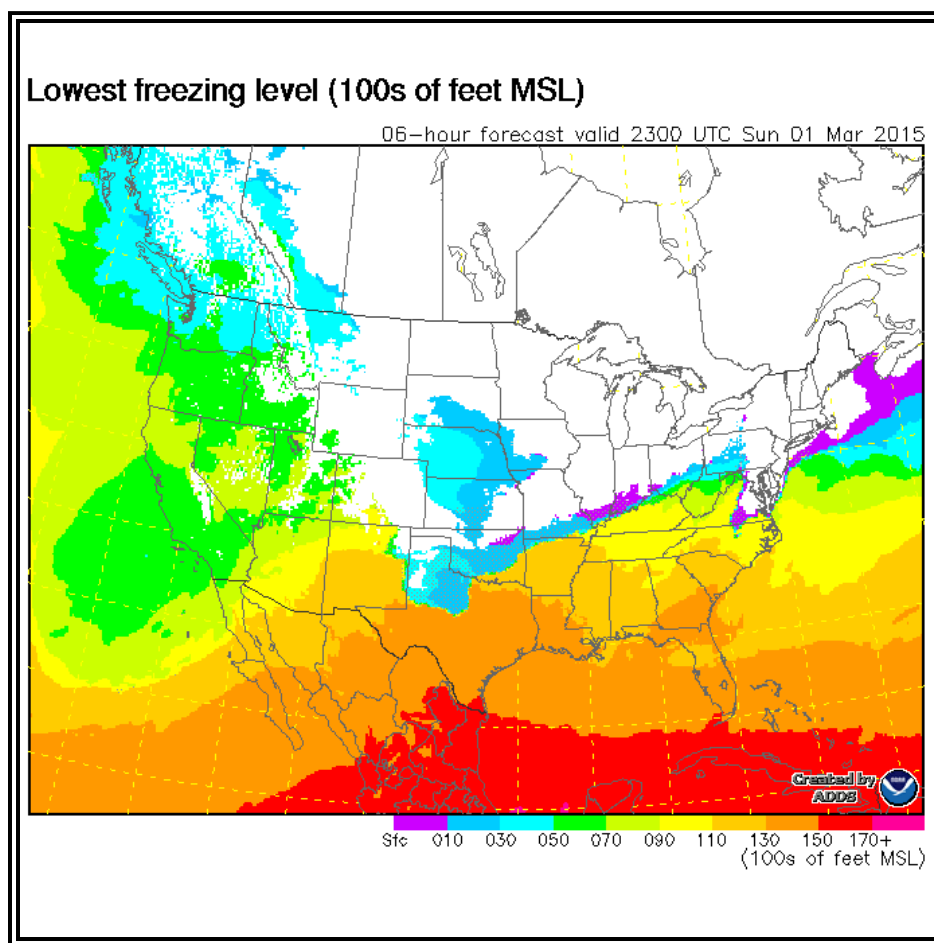 Lowest freezing level (100s of feet MSL)
06-hour forecast valid 2300 UTC Sun 01 Mar 2015
Created by
ADDS
Sfc 010 030 050 070 090 110 130 150 170+
(100s of feet MSL)